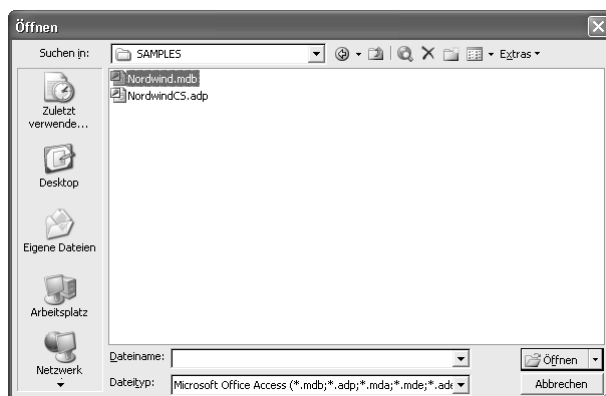 Öffnen
Suchen in: SAMPLES Extras
Nordwind.mdb
NordwindCS.adp
Zuletzt
verwende...
Desktop
Eigene Dateien
Arbeitsplatz
Netzwerk
Dateiname: Öffnen
Dateityp: Microsoft Office Access (*.mdb;*.adp;*.mda;*.mde;*.ade Abbrechen